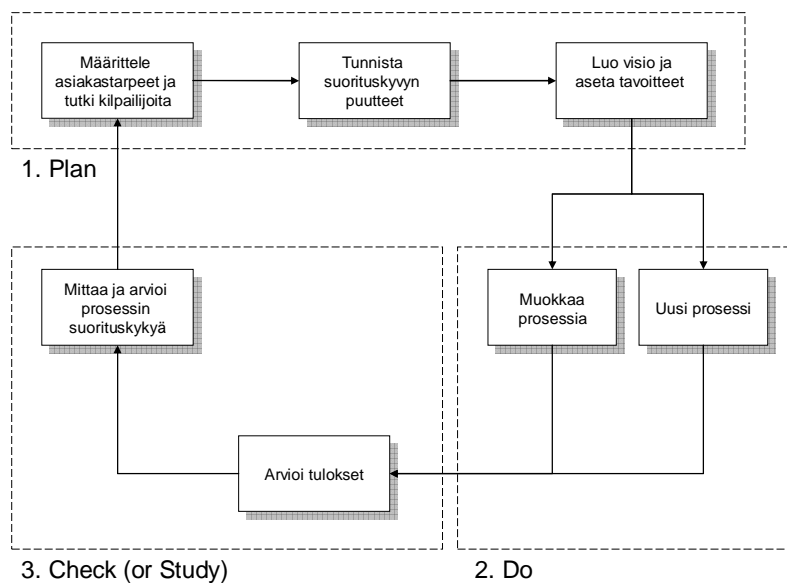 Määrittele
asiakastarpeet ja
tutki kilpailijoita
Tunnista
suorituskyvyn
puutteet
Luo visio ja
aseta tavoitteet
1. Plan
Mittaa ja arvioi
prosessin
suorituskykyä
Muokkaa
prosessia
Uusi prosessi
Arvioi tulokset
3. Check (or Study)
2. Do